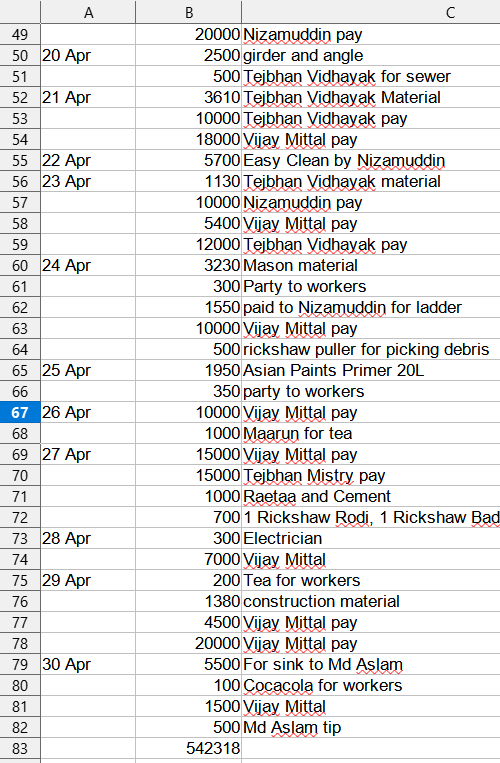 A B C
49 20000 Nizamuddin pay
50 20 Apr 2500 girder and angle
51 500 Tejbhan Vidhayak for sewer
52 21 Apr 3610 Tejbhan Vidhayak Material
53 10000 Tejbhan Vidhayak pay
54 18000 Vijay Mittal pay
55 22 Apr 5700 Easy Clean by Nizamuddin
56 23 Apr 1130 Tejbhan Vidhayak material
57 10000 Nizamuddin pay
58 5400 Vijay Mittal pay
59 12000 Tejbhan Vidhayak pay
60 24 Apr 3230 Mason material
61 300 Party to workers
62 1550 paid to Nizamuddin for ladder
63 10000 Vijay Mittal pay
64 500 rickshaw puller for picking debris
65 25 Apr 1950 Asian Paints Primer 20L
66 350 party to workers
67 26 Apr 10000 Vijay Mittal pay
68 1000 Maarun for tea
69 27 Apr 15000 Vijay Mittal pay
70 15000 Tejbhan Mistry pay
71 1000 Raetaa and Cement
72 700 1 Rickshaw Rodi, 1 Rickshaw Bad
73 28 Apr 300 Electrician
74 7000 Vijay Mittal
75 29 Apr 200 Tea for workers
76 1380 construction material
77 4500 Vijay Mittal pay
78 20000 Vijay Mittal pay
79 30 Apr 5500 For sink to Md Aslam
80 100 Cocacola for workers
81 1500 Vijay Mittal
82 500 Md Aslam tip
83 542318